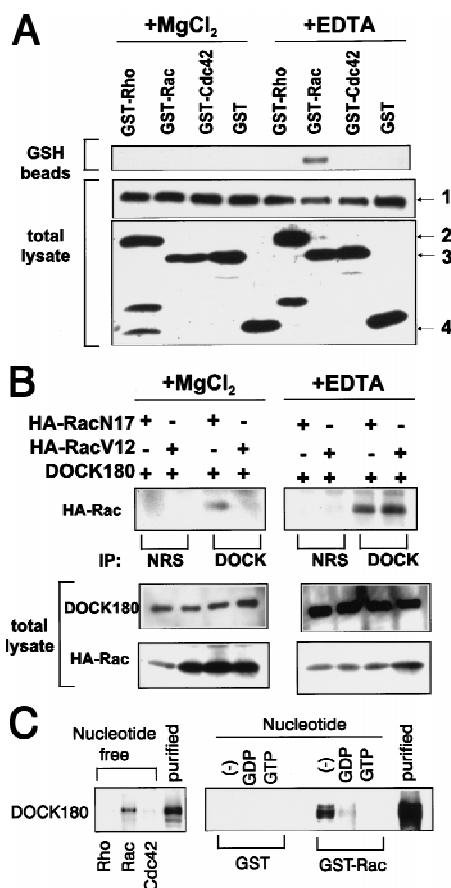 A
+MgCl2 +EDTA
GST-Rho GST-Rac GST-Cdc42 GST GST-Rho GST-Rac GST-Cdc42 GST
GSH
beads
1
total
lysate
2
3
4
B
+MgCl2 +EDTA
HA-RacN17 + - + - + - + -
HA-RacV12 - + - + - + - +
DOCK180 + + + + + + + +
HA-Rac
IP: NRS DOCK NRS DOCK
total
lysate
DOCK180
HA-Rac
C
Nucleotide
free
purified
Nucleotide
(-) GDP GTP (-) GDP GTP purified
DOCK180
Rho Rac Cdc42
GST GST-Rac